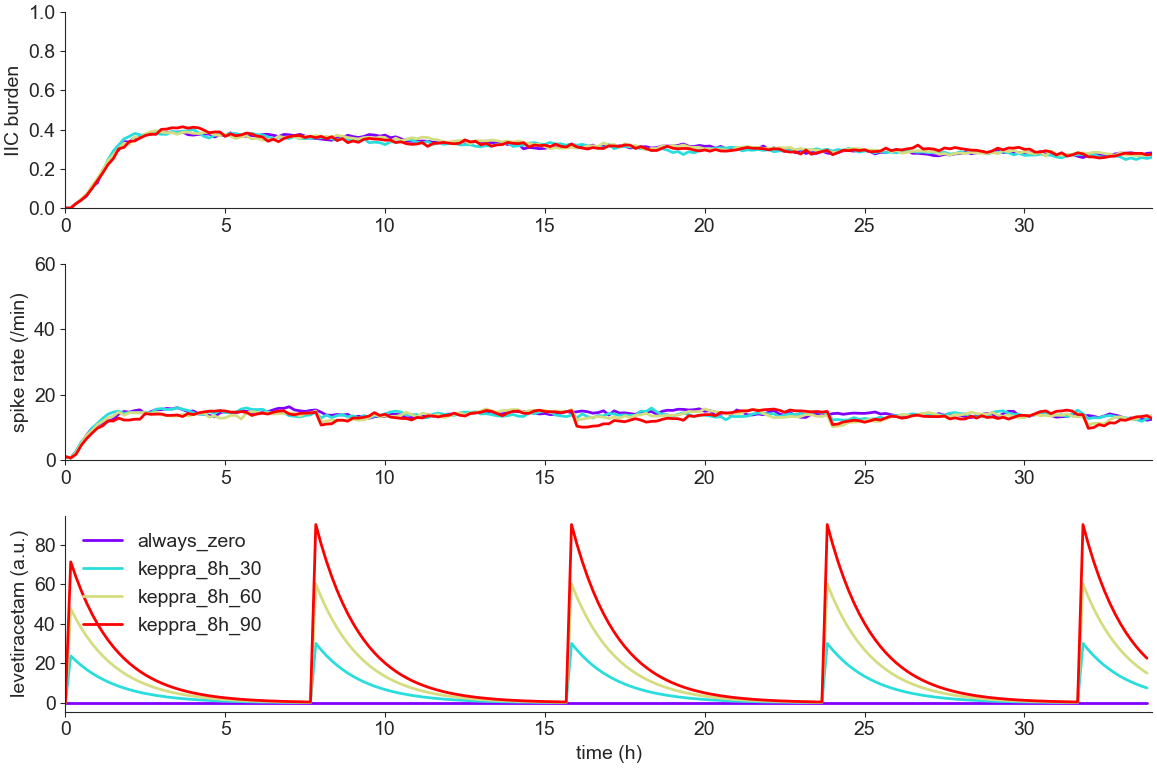 IIC burden
1.0
0.8
0.6
0.4
0.2
0.0
0 5 10 15 20 25 30
spike rate (/min)
60
40
20
0
0 5 10 15 20 25 30
levetiracetam (a.u.)
80
60
40
20
0
always_zero
keppra_8h_30
keppra_8h_60
keppra_8h_90
0 5 10 15 20 25 30
time (h)